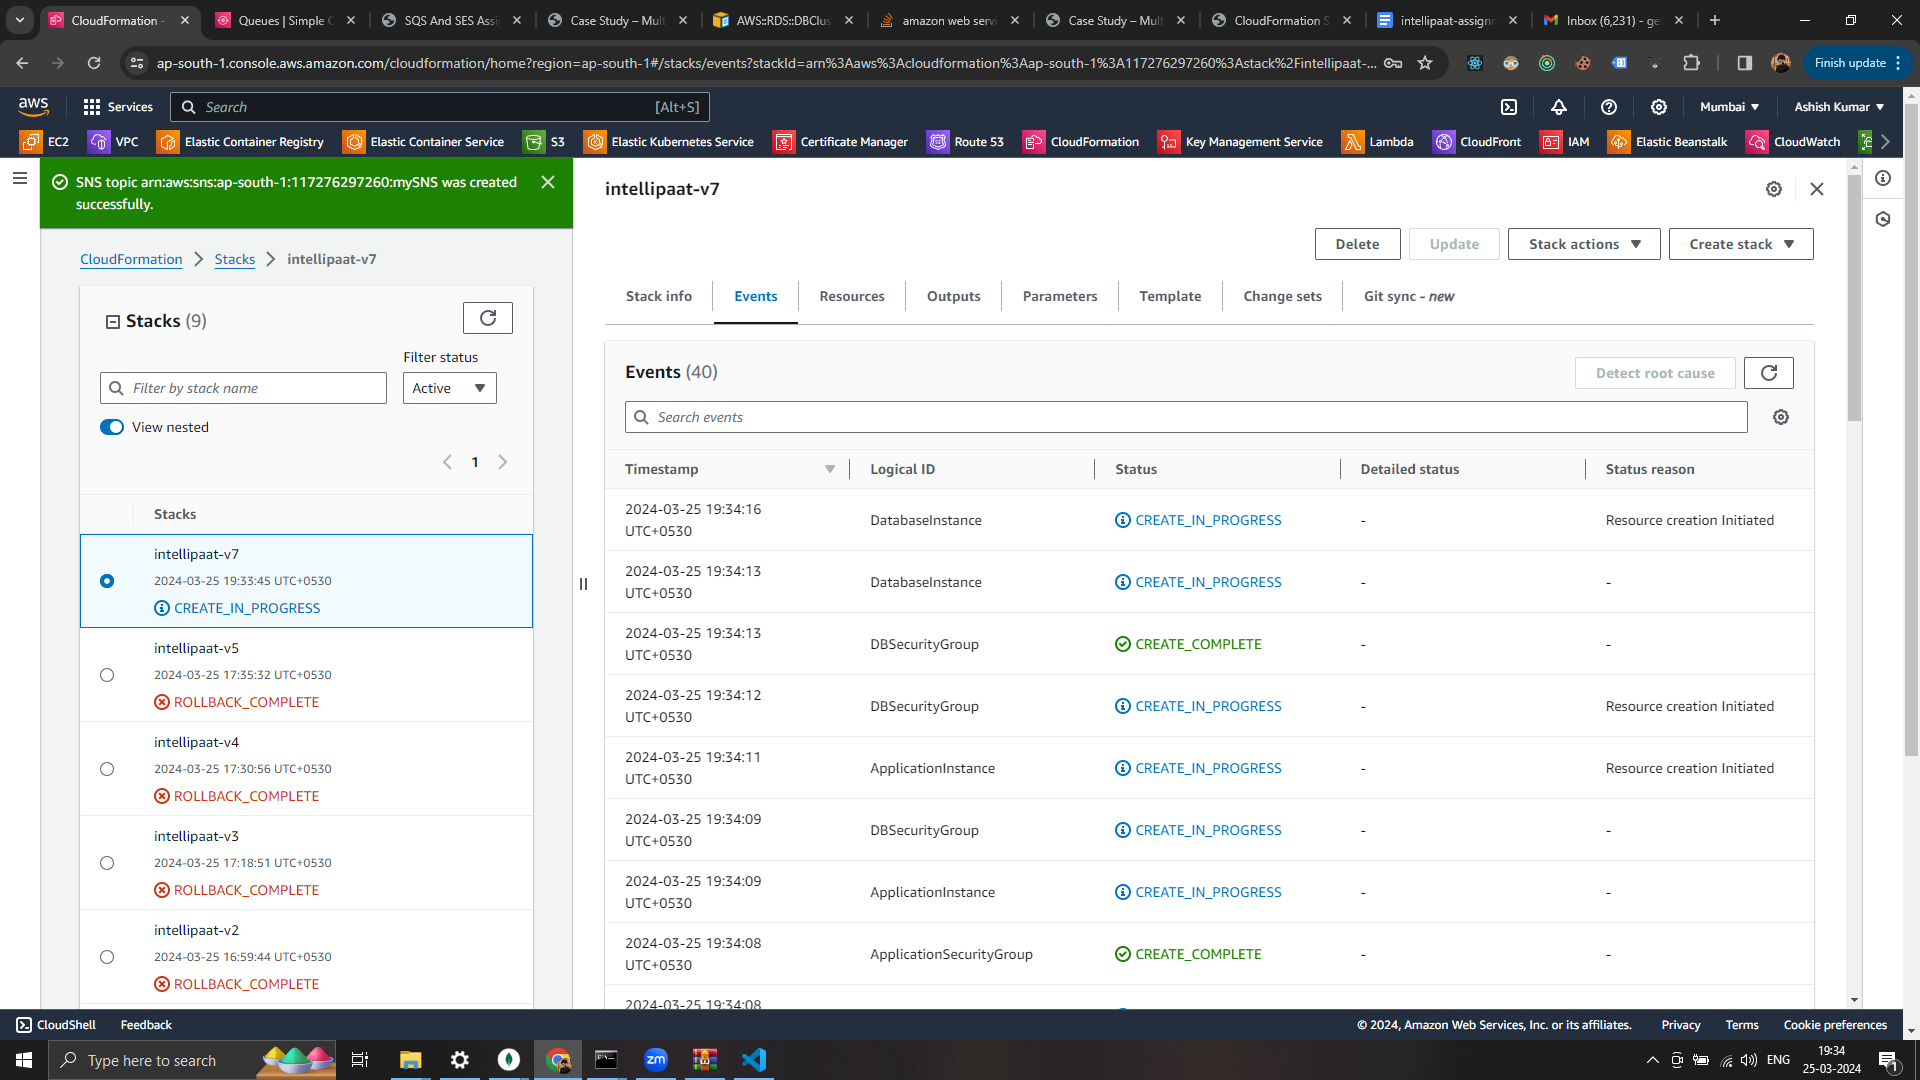 CloudFormation -
Queues | Simple
SQS And SES Assi
Case Study – Mult
AWS::RDS::DBClus
amazon web servi
Case Study – Mult
CloudFormation S
intellipaat-assignm
Inbox (6,231) - ge
ap-south-1.console.aws.amazon.com/cloudformation/home?region=ap-south-1#/stacks/events?stackId=arn%3Aaws%3Acloudformation%3Aap-south-1%3A117276297260%3Astack%2Fintellipaat-...
Finish update
aws
Services
Search
[Alt+S]
Mumbai
Ashish Kumar
EC2
VPC
Elastic Container Registry
Elastic Container Service
S3
Elastic Kubernetes Service
Certificate Manager
Route 53
CloudFormation
Key Management Service
Lambda
CloudFront
IAM
Elastic Beanstalk
CloudWatch
SNS topic arn:aws:sns:ap-south-1:117276297260:mySNS was created
successfully.
CloudFormation > Stacks > intellipaat-v7
Stacks (9)
Filter status
Filter by stack name
Active
View nested
1
Stacks
intellipaat-v7
2024-03-25 19:33:45 UTC+0530
CREATE_IN_PROGRESS
intellipaat-v5
2024-03-25 17:35:32 UTC+0530
ROLLBACK_COMPLETE
intellipaat-v4
2024-03-25 17:30:56 UTC+0530
ROLLBACK_COMPLETE
intellipaat-v3
2024-03-25 17:18:51 UTC+0530
ROLLBACK_COMPLETE
intellipaat-v2
2024-03-25 16:59:44 UTC+0530
ROLLBACK_COMPLETE
intellipaat-v7
Delete
Update
Stack actions
Create stack
Stack info
Events
Resources
Outputs
Parameters
Template
Change sets
Git sync - new
Events (40)
Detect root cause
Search events
Timestamp
Logical ID
Status
Detailed status
Status reason
2024-03-25 19:34:16
UTC+0530
DatabaseInstance
CREATE_IN_PROGRESS
-
Resource creation Initiated
2024-03-25 19:34:13
UTC+0530
DatabaseInstance
CREATE_IN_PROGRESS
-
-
2024-03-25 19:34:13
UTC+0530
DBSecurityGroup
CREATE_COMPLETE
-
-
2024-03-25 19:34:12
UTC+0530
DBSecurityGroup
CREATE_IN_PROGRESS
-
Resource creation Initiated
2024-03-25 19:34:11
UTC+0530
ApplicationInstance
CREATE_IN_PROGRESS
-
Resource creation Initiated
2024-03-25 19:34:09
UTC+0530
DBSecurityGroup
CREATE_IN_PROGRESS
-
-
2024-03-25 19:34:09
UTC+0530
ApplicationInstance
CREATE_IN_PROGRESS
-
-
2024-03-25 19:34:08
UTC+0530
ApplicationSecurityGroup
CREATE_COMPLETE
-
-
2024-03-25 19:34:08
CloudShell
Feedback
© 2024, Amazon Web Services, Inc. or its affiliates.
Privacy
Terms
Cookie preferences
Type here to search
zm
ENG
19:34
25-03-2024
1